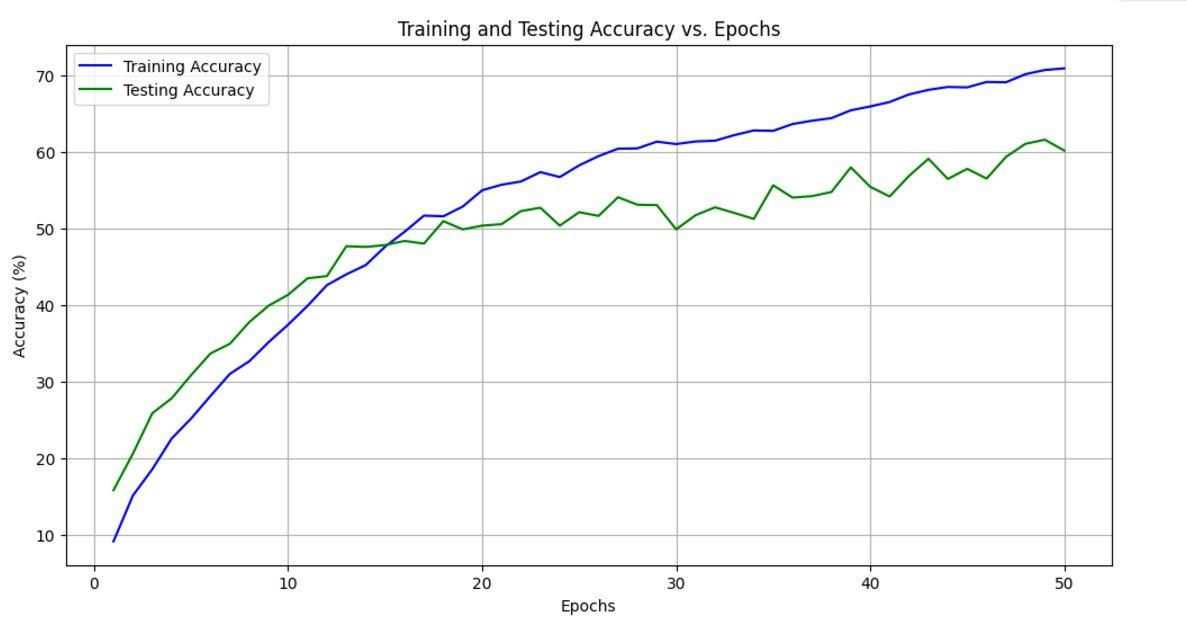 Training and Testing Accuracy vs. Epochs
Training Accuracy
Testing Accuracy
70
60
50
40
30
20
10
Accuracy (%)
0 10 20 30 40 50
Epochs